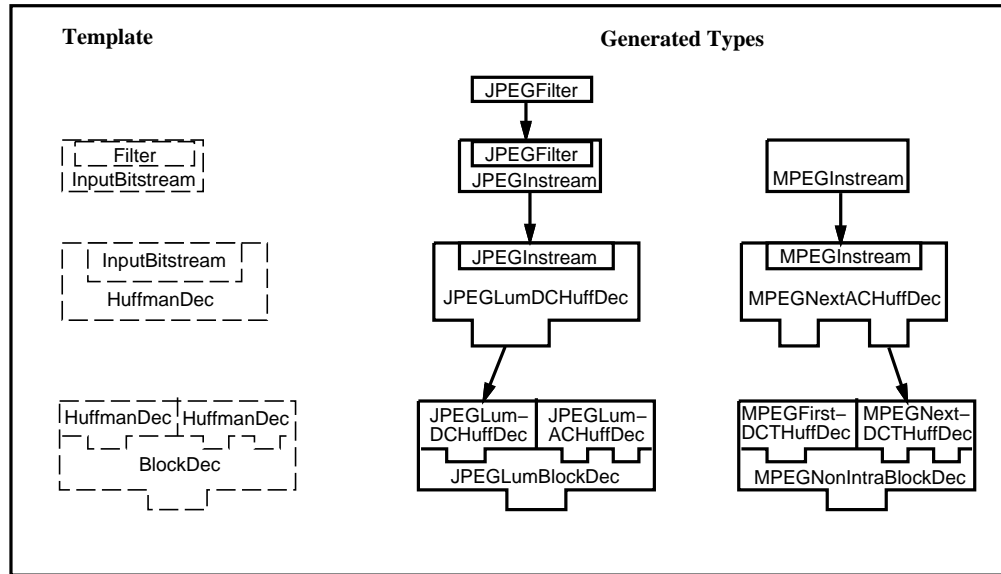 Template
Generated Types
JPEGFilter
Filter
InputBitstream
JPEGFilter
JPEGInstream
MPEGInstream
InputBitstream
HuffmanDec
JPEGInstream
JPEGLumDCHuffDec
MPEGInstream
MPEGNextACHuffDec
HuffmanDec
HuffmanDec
BlockDec
JPEGLum–
DCHuffDec
JPEGLum–
ACHuffDec
JPEGLumBlockDec
MPEGFirst–
DCTHuffDec
MPEGNext–
DCTHuffDec
MPEGNonIntraBlockDec